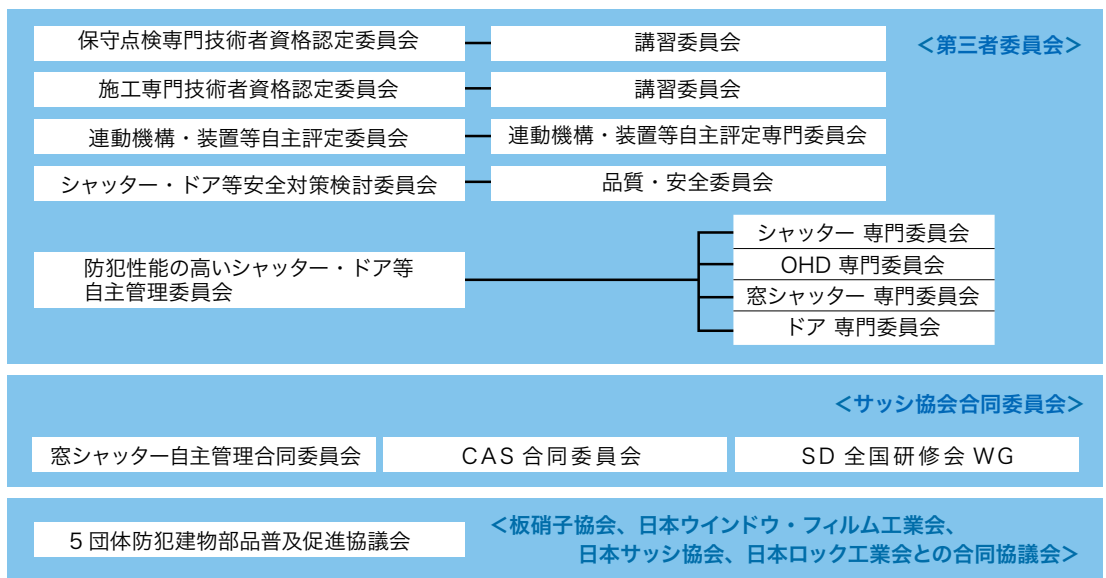 保守点検専門技術者資格認定委員会
講習委員会
<第三者委員会>
施工専門技術者資格認定委員会
講習委員会
連動機構・装置等自主評定委員会
連動機構・装置等自主評定専門委員会
シャッター・ドア等安全対策検討委員会
品質・安全委員会
防犯性能の高いシャッター・ドア等
自主管理委員会
シャッター 専門委員会
OHD 専門委員会
窓シャッター 専門委員会
ドア 専門委員会
<サッシ協会合同委員会>
窓シャッター自主管理合同委員会
CAS 合同委員会
SD 全国研修会 WG
5 団体防犯建物部品普及促進協議会
<板硝子協会、日本ウインドウ・フィルム工業会、
日本サッシ協会、日本ロック工業会との合同協議会>